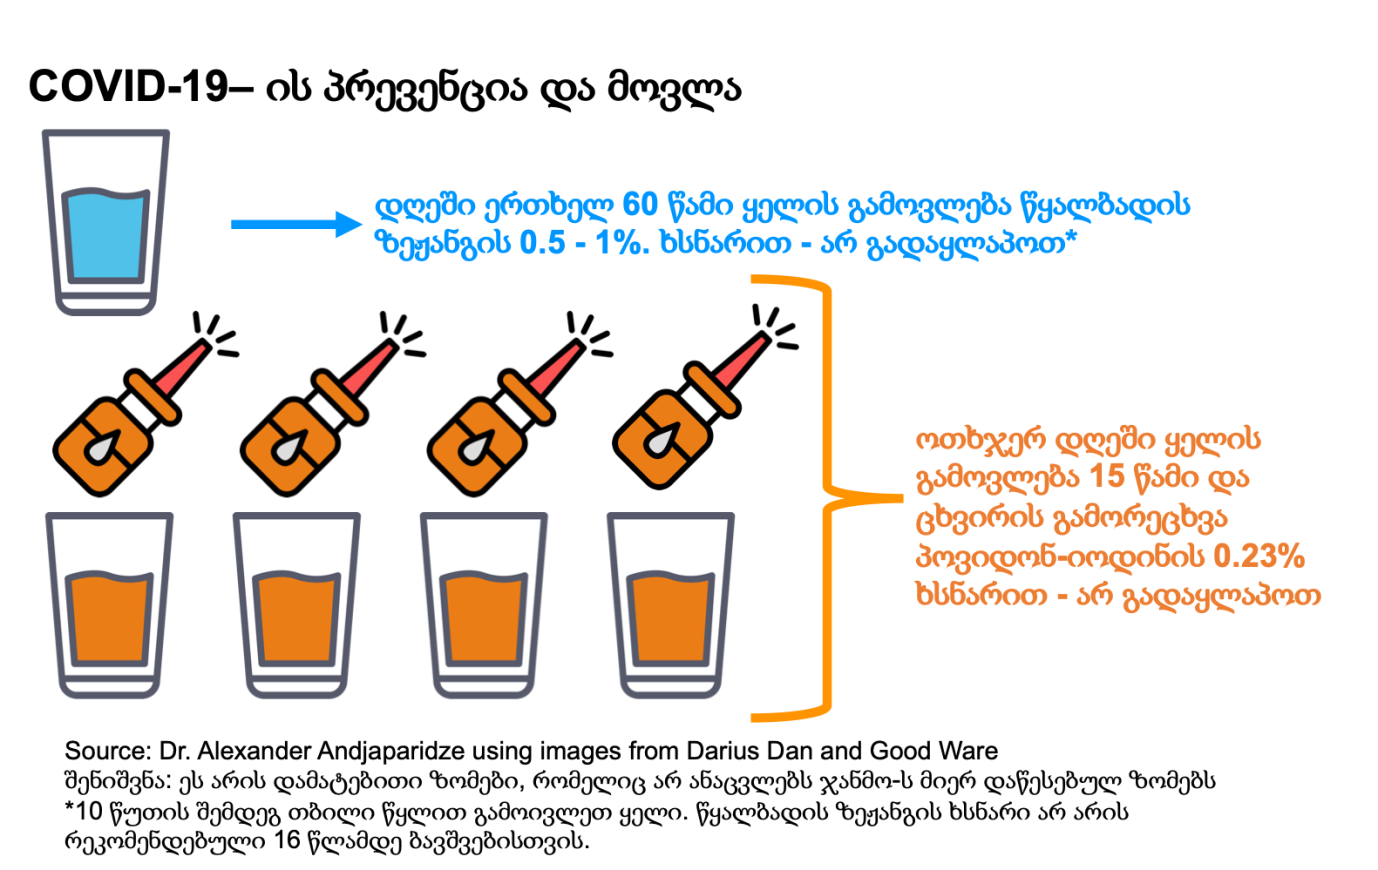 COVID-19– ის პრევენცია და მოვლა
დღეში ერთხელ 60 წამი ყელის გამოვლება წყალბადის
ზეჟანგის 0.5 - 1%. ხსნარით - არ გადაყლაპოთ*
ოთხჯერ დღეში ყელის
გამოვლება 15 წამი და
ცხვირის გამორეცხვა
პოვიდონ-იოდინის 0.23%
ხსნარით - არ გადაყლაპოთ
Source: Dr. Alexander Andjaparidze using images from Darius Dan and Good Ware
შენიშვნა: ეს არის დამატებითი ზომები, რომელიც არ ანაცვლებს ჯანმო-ს მიერ დაწესებულ ზომებს
*10 წუთის შემდეგ თბილი წყლით გამოივლეთ ყელი. წყალბადის ზეჟანგის ხსნარი არ არის
რეკომენდებული 16 წლამდე ბავშვებისთვის.